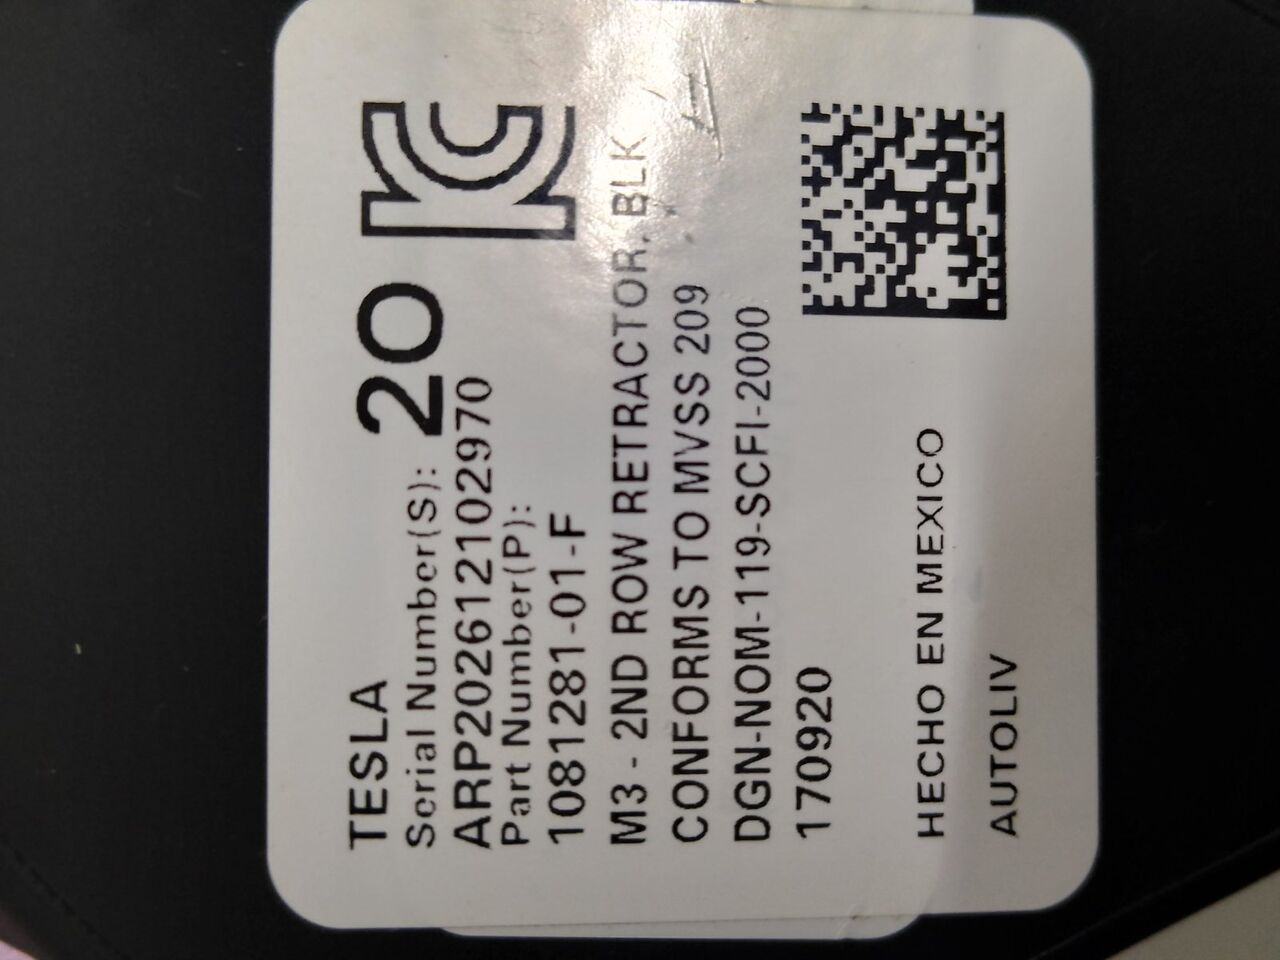 TESLA
20
Serial Number(S):
ARP2026121102970
Part Number(P):
1081281-01-F
M3 - 2ND ROW RETRACTOR, BLK
CONFORMS TO MVSS 209
DGN-NOM-119-SCFI-2000
170920
HECHO EN MEXICO
AUTOLIV